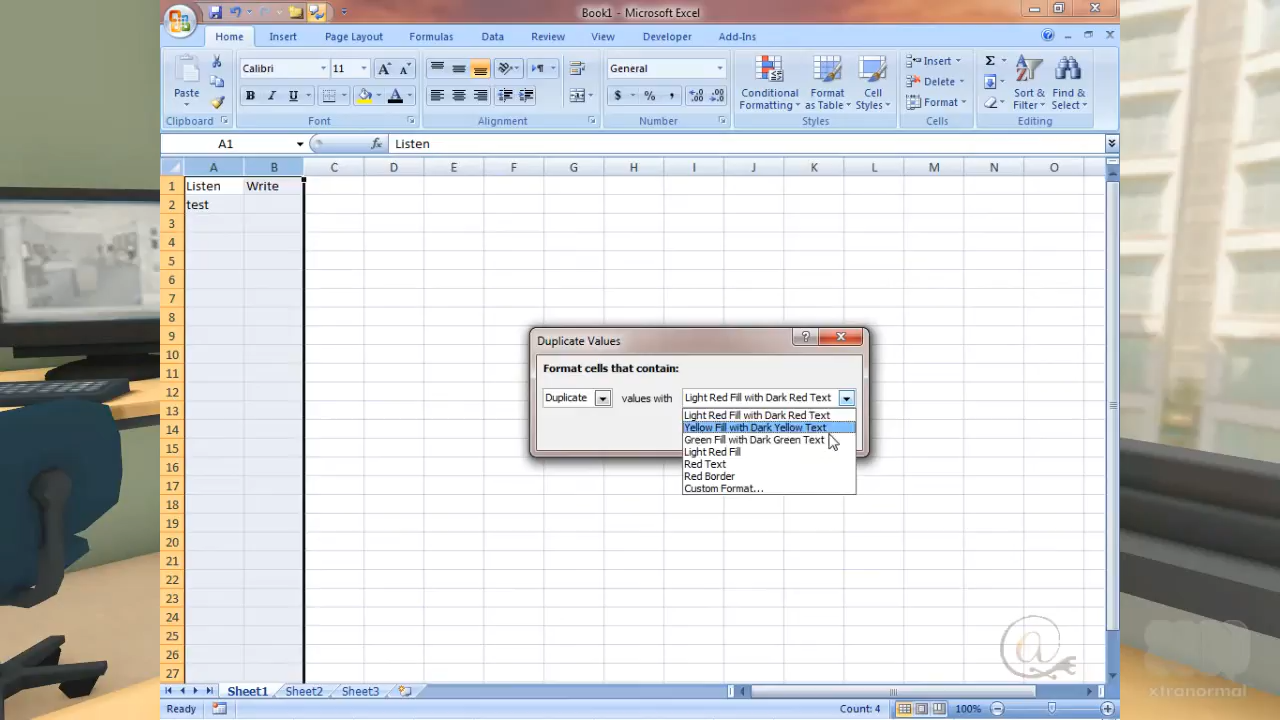 Book1 - Microsoft Excel
Home Insert Page Layout Formulas Data Review View Developer Add-Ins
Calibri 11 General Insert
Paste B I U A $ % , Conditional Formatting Format as Table Cell Styles Delete Format Sort & Filter Find & Select
Clipboard Font Alignment Number Styles Cells Editing
A1 fx Listen
A B C D E F G H I J K L M N O
1 Listen Write
2 test
3
4
5
6
7
8
9
10
11
12
13
14
15
16
17
18
19
20
21
22
23
24
25
26
27
Duplicate Values
Format cells that contain:
Duplicate values with Light Red Fill with Dark Red Text
Light Red Fill with Dark Red Text
Yellow Fill with Dark Yellow Text
Green Fill with Dark Green Text
Light Red Fill
Red Text
Red Border
Custom Format...
@
xtranormal
Sheet1 Sheet2 Sheet3
Ready Count: 4 100%